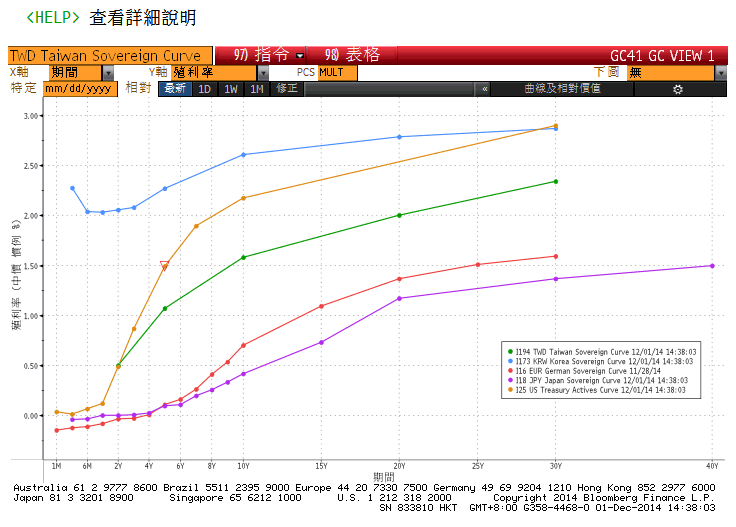 <HELP> 查看詳細說明
TWD Taiwan Sovereign Curve 97) 指令 98) 表格 GC41 GC VIEW 1
X軸 期間 Y軸 殖利率 PCS MULT 下圖 無
特定 mm/dd/yyyy 相對 最新 1D 1W 1M 修正 « 曲線及相對價值
3.00
2.50
2.00
1.50
1.00
0.50
0.00
殖利率 (中價 慣例 %)
I194 TWD Taiwan Sovereign Curve 12/01/14 14:38:03
I173 KRW Korea Sovereign Curve 12/01/14 14:38:03
I16 EUR German Sovereign Curve 11/28/14
I18 JPY Japan Sovereign Curve 12/01/14 14:38:03
I25 US Treasury Actives Curve 12/01/14 14:38:03
1M 6M 2Y 4Y 6Y 8Y 10Y 15Y 20Y 25Y 30Y 40Y
期間
Australia 61 2 9777 8600 Brazil 5511 2395 9000 Europe 44 20 7330 7500 Germany 49 69 9204 1210 Hong Kong 852 2977 6000
Japan 81 3 3201 8900 Singapore 65 6212 1000 U.S. 1 212 318 2000 Copyright 2014 Bloomberg Finance L.P.
SN 833810 HKT GMT+8:00 G358-4468-0 01-Dec-2014 14:38:03